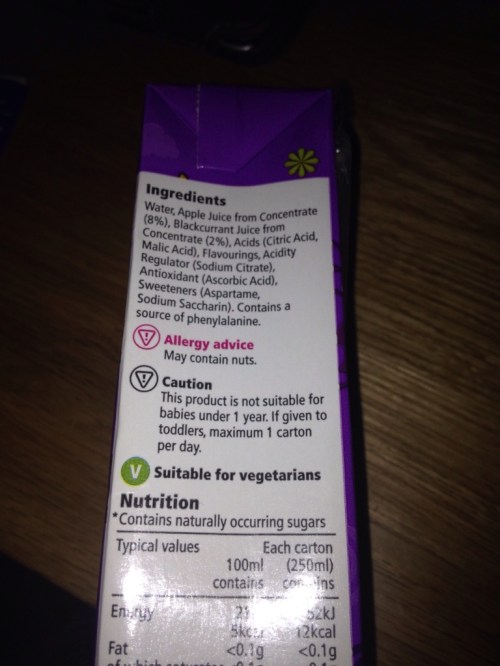 Ingredients
Water, Apple Juice from Concentrate
(8%), Blackcurrant Juice from
Concentrate (2%), Acids (Citric Acid,
Malic Acid), Flavourings, Acidity
Regulator (Sodium Citrate),
Antioxidant (Ascorbic Acid),
Sweeteners (Aspartame,
Sodium Saccharin). Contains a
source of phenylalanine.
Allergy advice
May contain nuts.
Caution
This product is not suitable for
babies under 1 year. If given to
toddlers, maximum 1 carton
per day.
V Suitable for vegetarians
Nutrition
*Contains naturally occurring sugars
Typical values Each carton
100ml (250ml)
contains contains
Energy 52kJ
5kcal 12kcal
Fat <0.1g <0.1g